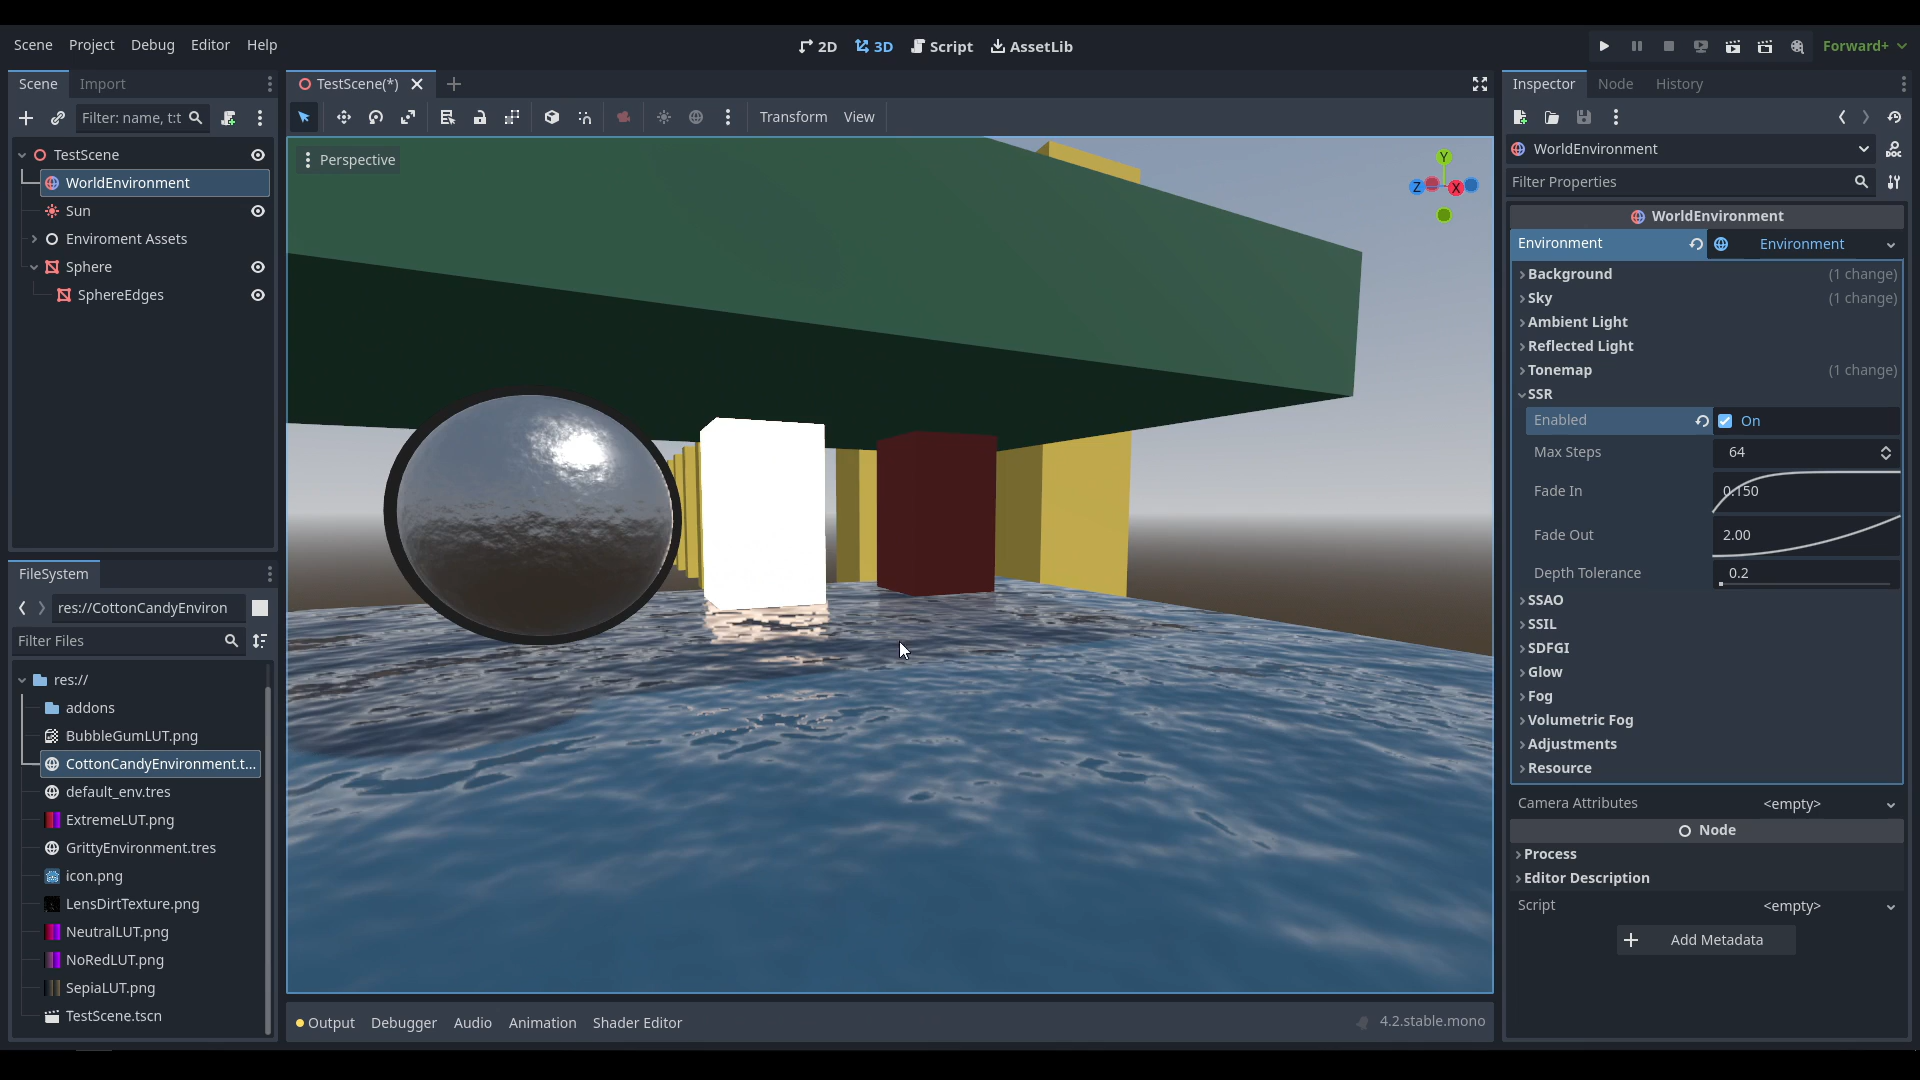 Scene Project Debug Editor Help
2D 3D Script AssetLib
Forward+
Scene Import
Filter: name, t:t
TestScene
WorldEnvironment
Sun
Enviroment Assets
Sphere
SphereEdges
FileSystem
res://CottonCandyEnviron
Filter Files
res://
addons
BubbleGumLUT.png
CottonCandyEnvironment.t...
default_env.tres
ExtremeLUT.png
GrittyEnvironment.tres
icon.png
LensDirtTexture.png
NeutralLUT.png
NoRedLUT.png
SepiaLUT.png
TestScene.tscn
TestScene(*)
Transform View
Perspective
Y
Z X
Output Debugger Audio Animation Shader Editor
4.2.stable.mono
Inspector Node History
WorldEnvironment
DOC
Filter Properties
WorldEnvironment
Environment Environment
Background (1 change)
Sky (1 change)
Ambient Light
Reflected Light
Tonemap (1 change)
SSR
Enabled On
Max Steps 64
Fade In 0.150
Fade Out 2.00
Depth Tolerance 0.2
SSAO
SSIL
SDFGI
Glow
Fog
Volumetric Fog
Adjustments
Resource
Camera Attributes <empty>
Node
Process
Editor Description
Script <empty>
Add Metadata